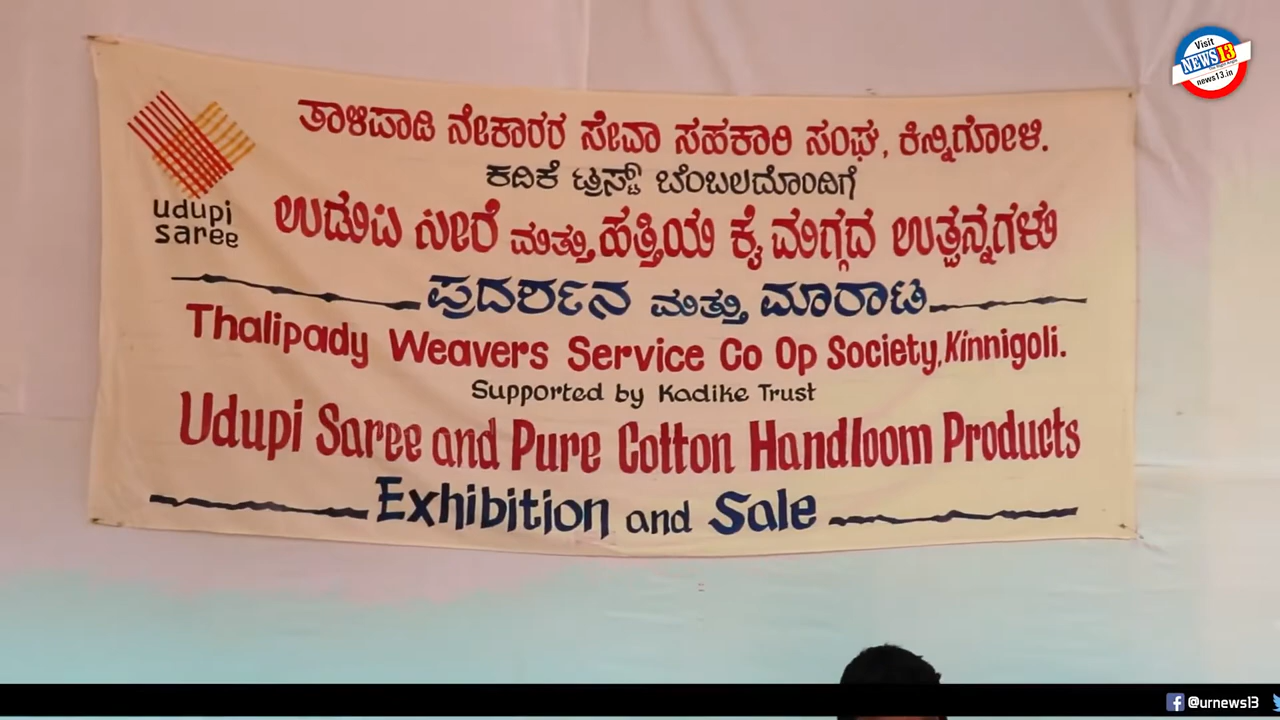 Visit
NEWS13
news13.in
ತಾಳಿಪಾಡಿ ನೇಕಾರರ ಸೇವಾ ಸಹಕಾರಿ ಸಂಘ, ಕಿನ್ನಿಗೋಳಿ.
ಕದಿಕೆ ಟ್ರಸ್ಟ್ ಬೆಂಬಲದೊಂದಿಗೆ
udupi
saree
ಉಡುಪಿ ಸೀರೆ ಮತ್ತು ಹತ್ತಿಯ ಕೈ ಮಗ್ಗದ ಉತ್ಪನ್ನಗಳು
ಪ್ರದರ್ಶನ ಮತ್ತು ಮಾರಾಟ
Thalipady Weavers Service Co Op Society, Kinnigoli.
Supported by Kadike Trust
Udupi Saree and Pure Cotton Handloom Products
Exhibition and Sale
@urnews13